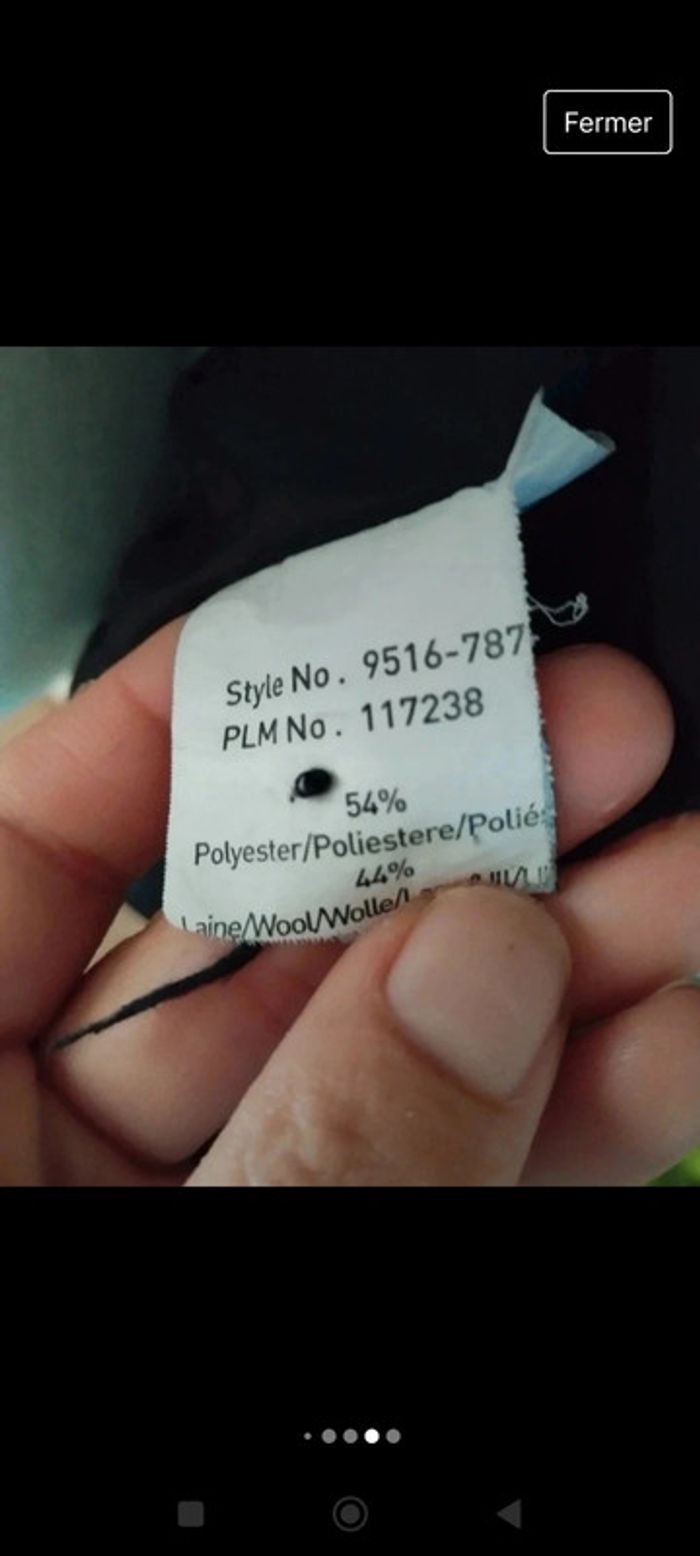 Fermer
Style No. 9516-787
PLM No. 117238
54%
Polyester/Poliestere/Polié
44%
Laine/Wool/Wolle/